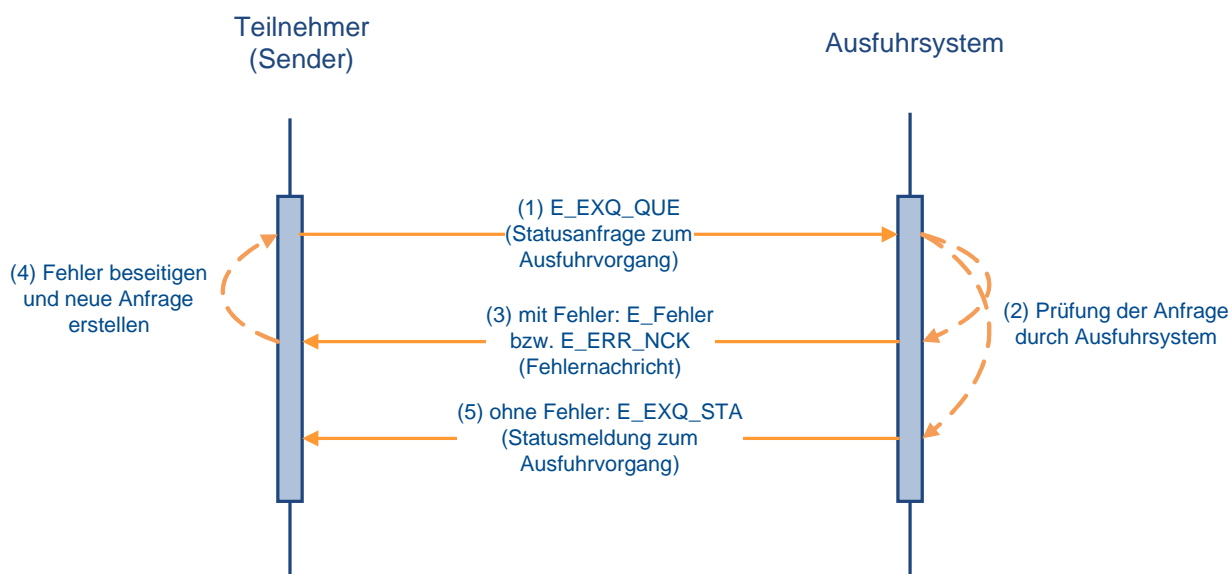 Teilnehmer
(Sender)
Ausfuhrsystem
(1) E_EXQ_QUE
(Statusanfrage zum
Ausfuhrvorgang)
(4) Fehler beseitigen
und neue Anfrage
erstellen
(3) mit Fehler: E_Fehler
bzw. E_ERR_NCK
(Fehlernachricht)
(2) Prüfung der Anfrage
durch Ausfuhrsystem
(5) ohne Fehler: E_EXQ_STA
(Statusmeldung zum
Ausfuhrvorgang)